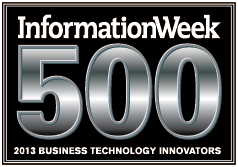 InformationWeek
500
2013 BUSINESS TECHNOLOGY INNOVATORS